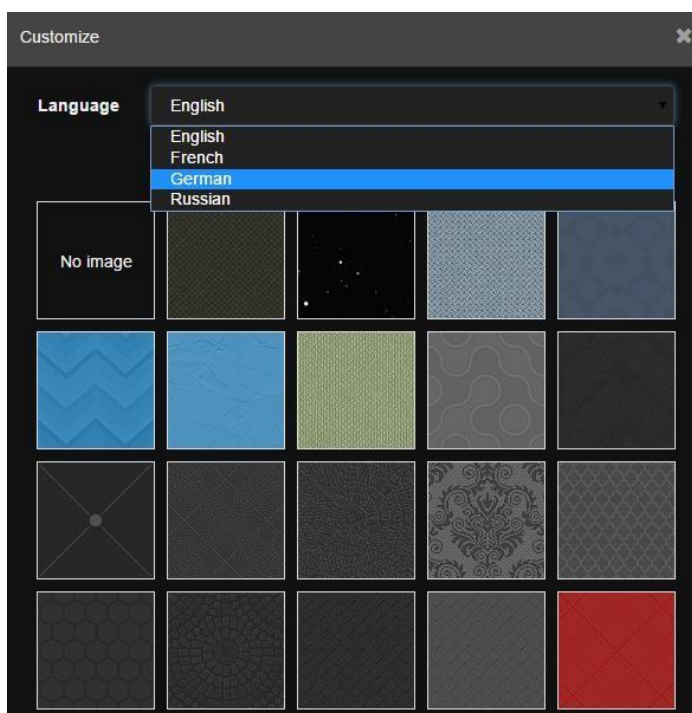 Customize
Language English
English
French
German
Russian
No image